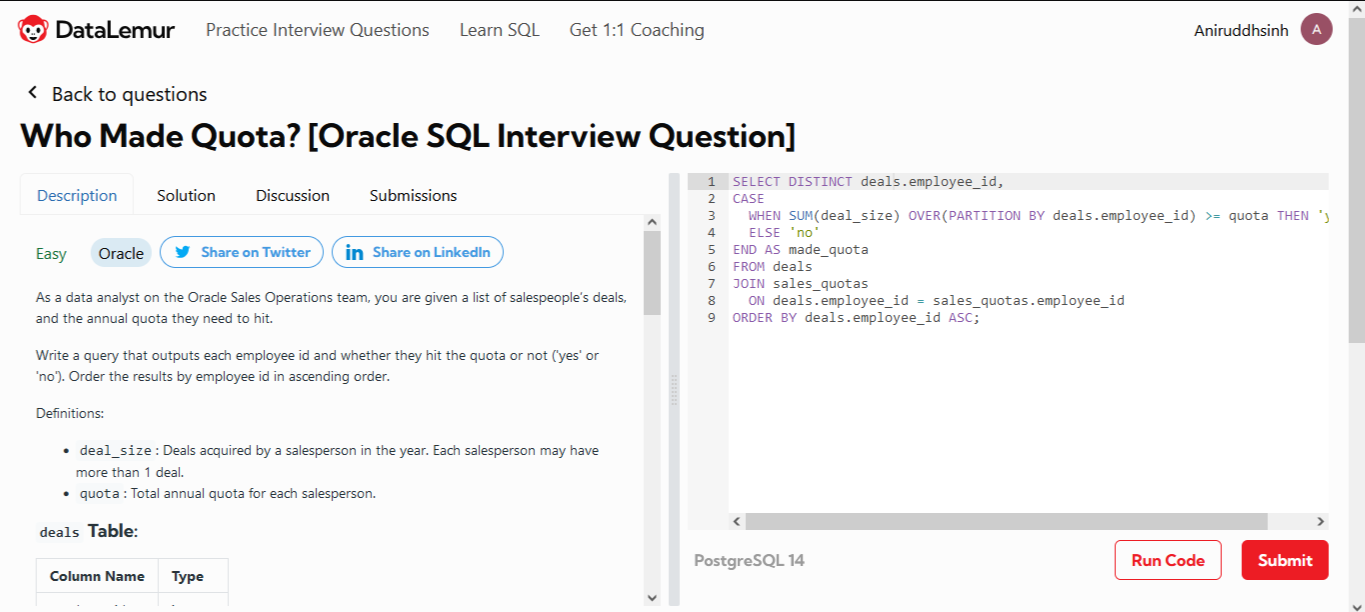 DataLemur Practice Interview Questions Learn SQL Get 1:1 Coaching Aniruddhsinh A
Back to questions
Who Made Quota? [Oracle SQL Interview Question]
Description Solution Discussion Submissions
Easy Oracle Share on Twitter in Share on LinkedIn
As a data analyst on the Oracle Sales Operations team, you are given a list of salespeople's deals,
and the annual quota they need to hit.
Write a query that outputs each employee id and whether they hit the quota or not ('yes' or
'no'). Order the results by employee id in ascending order.
Definitions:
• deal_size : Deals acquired by a salesperson in the year. Each salesperson may have
more than 1 deal.
• quota : Total annual quota for each salesperson.
deals Table:
Column Name Type
1 SELECT DISTINCT deals.employee_id,
2 CASE
3 WHEN SUM(deal_size) OVER(PARTITION BY deals.employee_id) >= quota THEN 'y
4 ELSE 'no'
5 END AS made_quota
6 FROM deals
7 JOIN sales_quotas
8 ON deals.employee_id = sales_quotas.employee_id
9 ORDER BY deals.employee_id ASC;
PostgreSQL 14 Run Code Submit